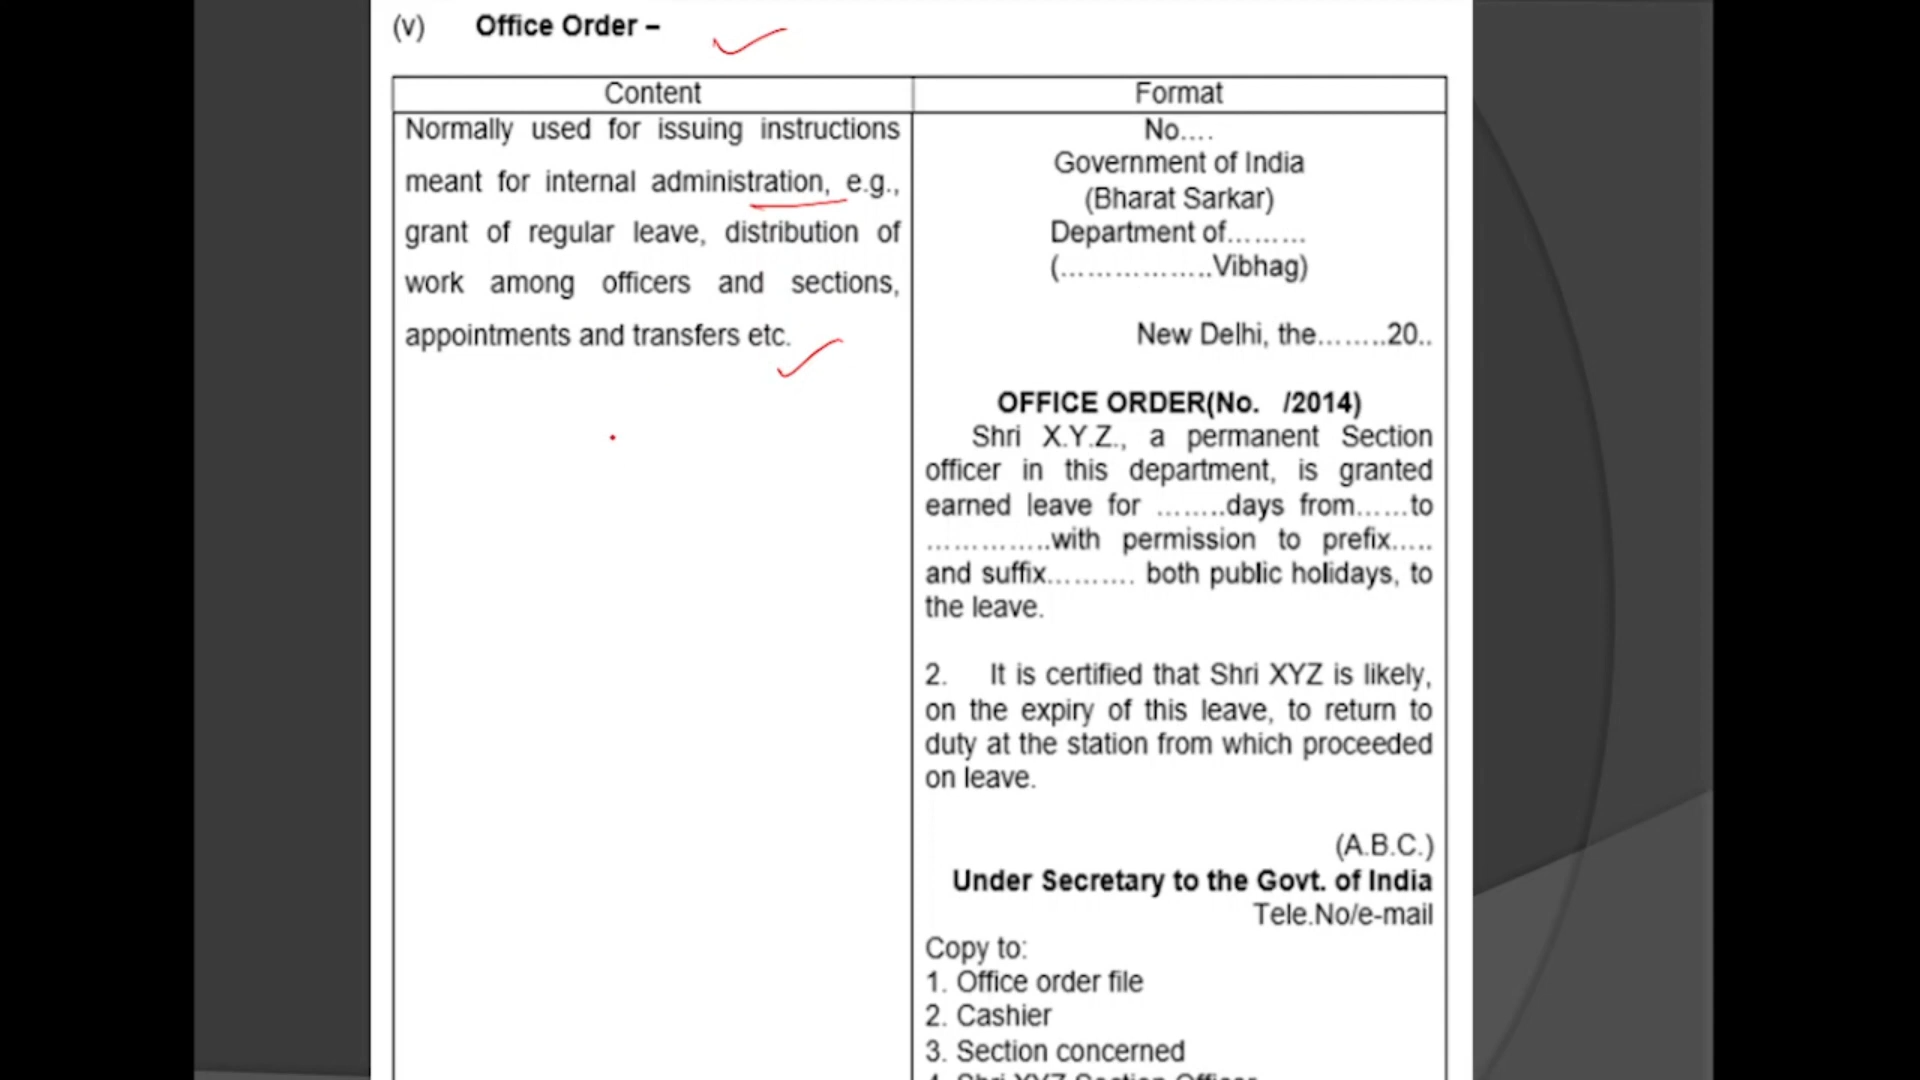 (v) Office Order –
Content
Format
Normally used for issuing instructions
meant for internal administration, e.g.,
grant of regular leave, distribution of
work among officers and sections,
appointments and transfers etc.
No....
Government of India
(Bharat Sarkar)
Department of………
(……………..Vibhag)
New Delhi, the……..20..
OFFICE ORDER(No. /2014)
Shri X.Y.Z., a permanent Section
officer in this department, is granted
earned leave for ……..days from……to
…………..with permission to prefix…..
and suffix………. both public holidays, to
the leave.
2. It is certified that Shri XYZ is likely,
on the expiry of this leave, to return to
duty at the station from which proceeded
on leave.
(A.B.C.)
Under Secretary to the Govt. of India
Tele.No/e-mail
Copy to:
1. Office order file
2. Cashier
3. Section concerned
4. Shri XYZ Section Officer